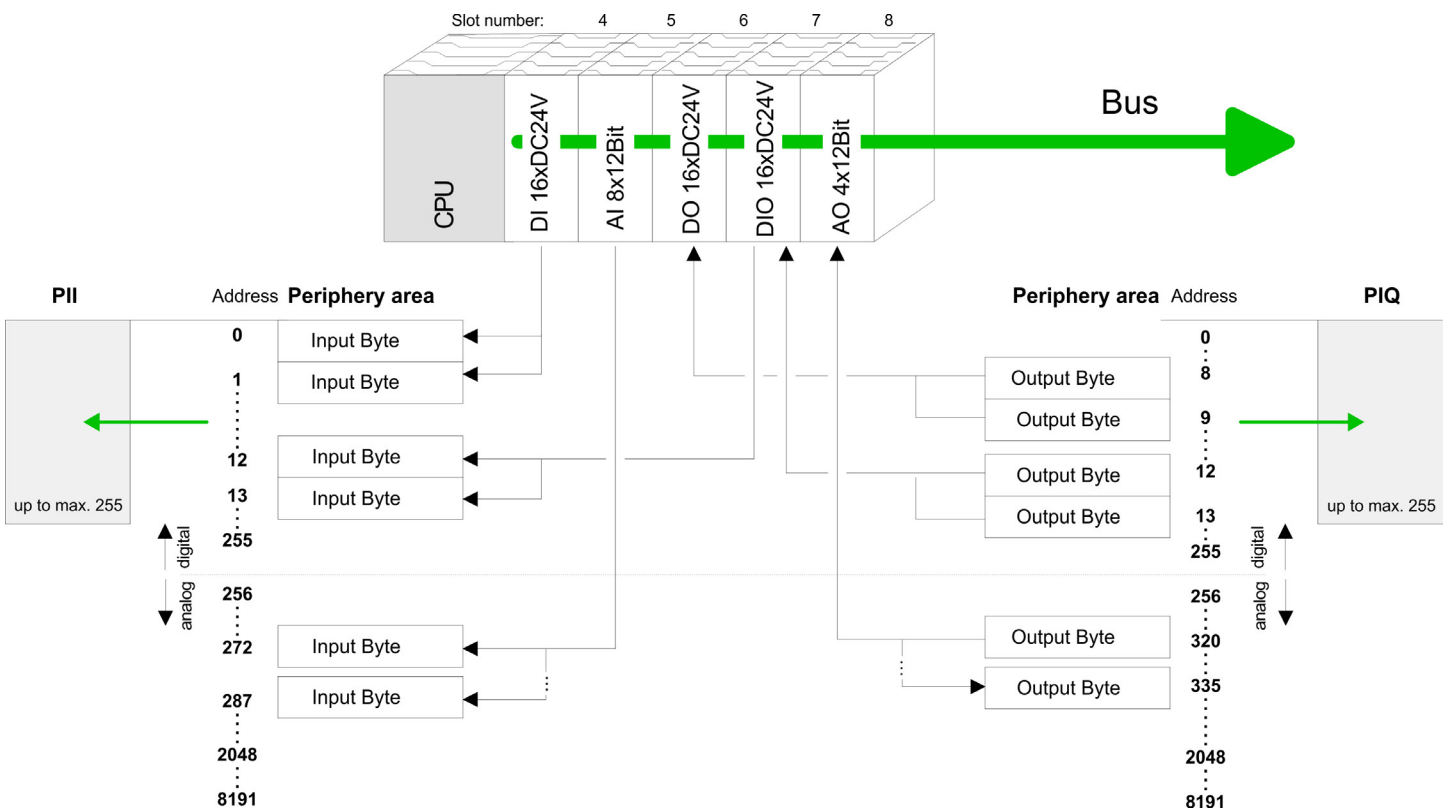 Slot number: 4 5 6 7 8
CPU
DI 16xDC24V
AI 8x12Bit
DO 16xDC24V
DIO 16xDC24V
AO 4x12Bit
Bus
PII
Address Periphery area
0 Input Byte
1 Input Byte
12 Input Byte
13 Input Byte
up to max. 255
255
digital
analog
256
272 Input Byte
287 Input Byte
2048
8191
Periphery area Address
PIQ
0
Output Byte 8
Output Byte 9
Output Byte 12
Output Byte 13
up to max. 255
255
digital
analog
256
Output Byte 320
Output Byte 335
2048
8191